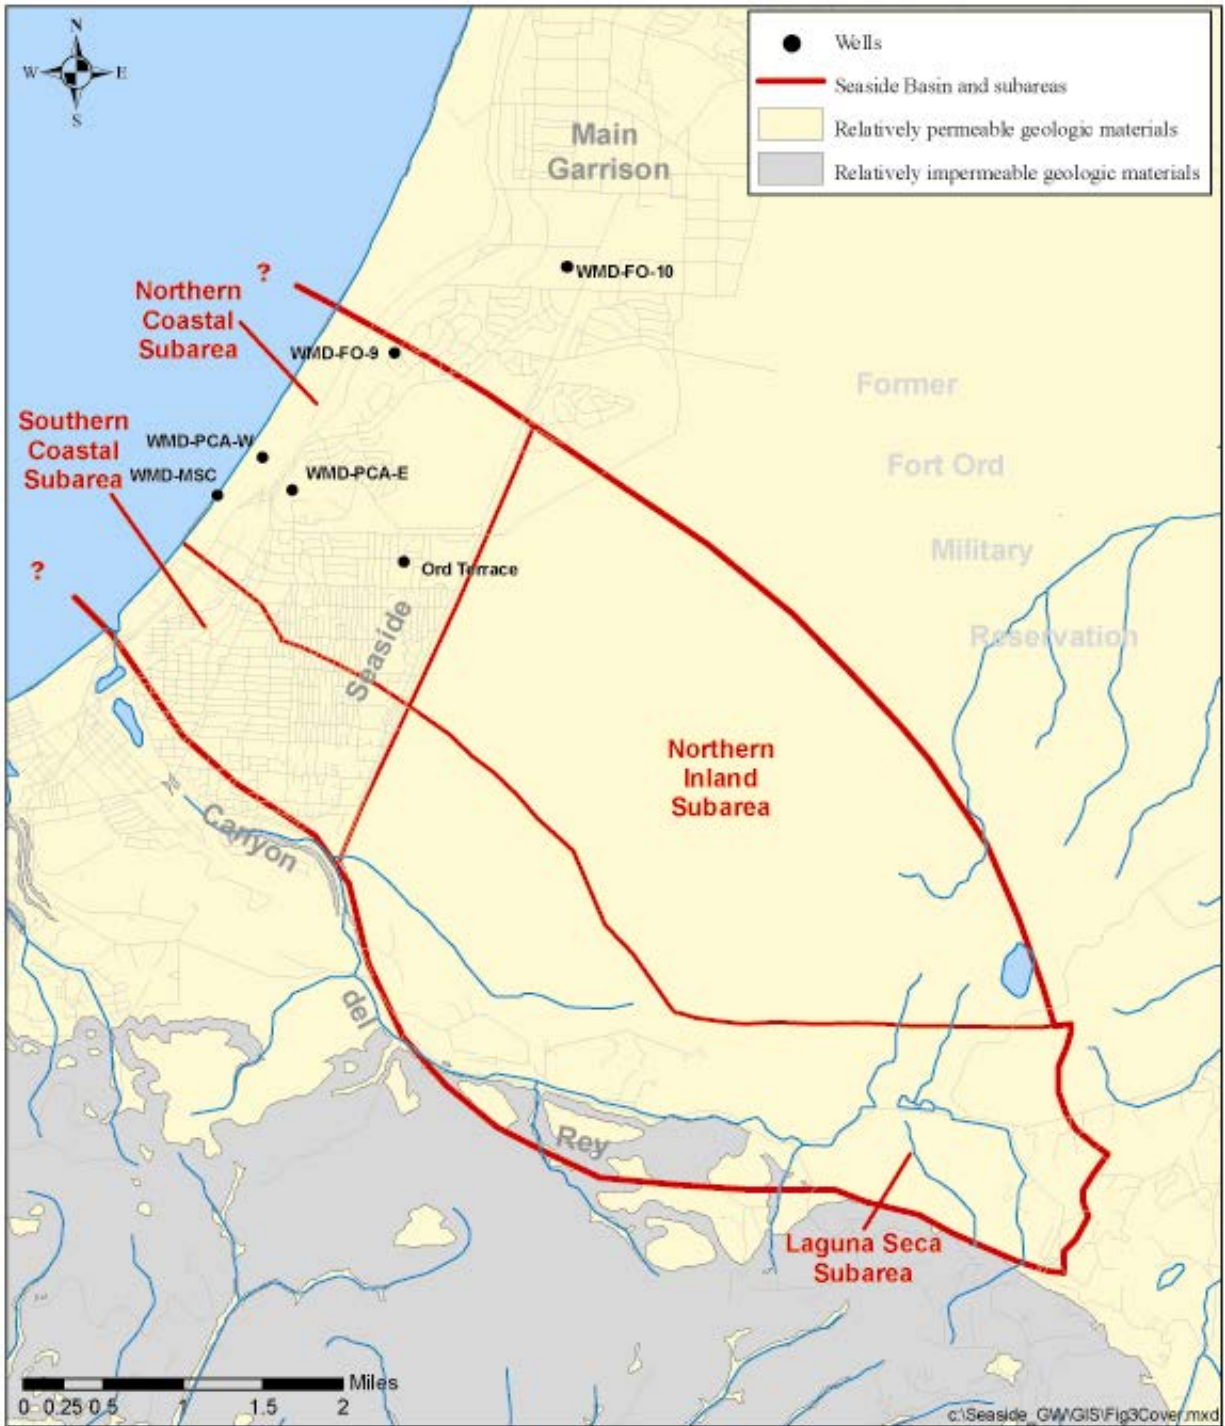 N
W E
S
Wells
Seaside Basin and subareas
Relatively permeable geologic materials
Relatively impermeable geologic materials
Main
Garrison
WMD-FO-10
?
Northern
Coastal
Subarea
WMD-FO-9
Former
Southern
Coastal
Subarea
WMD-PCA-W
WMD-MSC
WMD-PCA-E
Fort Ord
Military
?
Ord Terrace
Seaside
Reservation
Northern
Inland
Subarea
Canyon
del
Rey
Laguna Seca
Subarea
Miles
0 0.25 0.5 1 1.5 2
c:\Seaside_GW\GIS\Fig3Cover.mxd